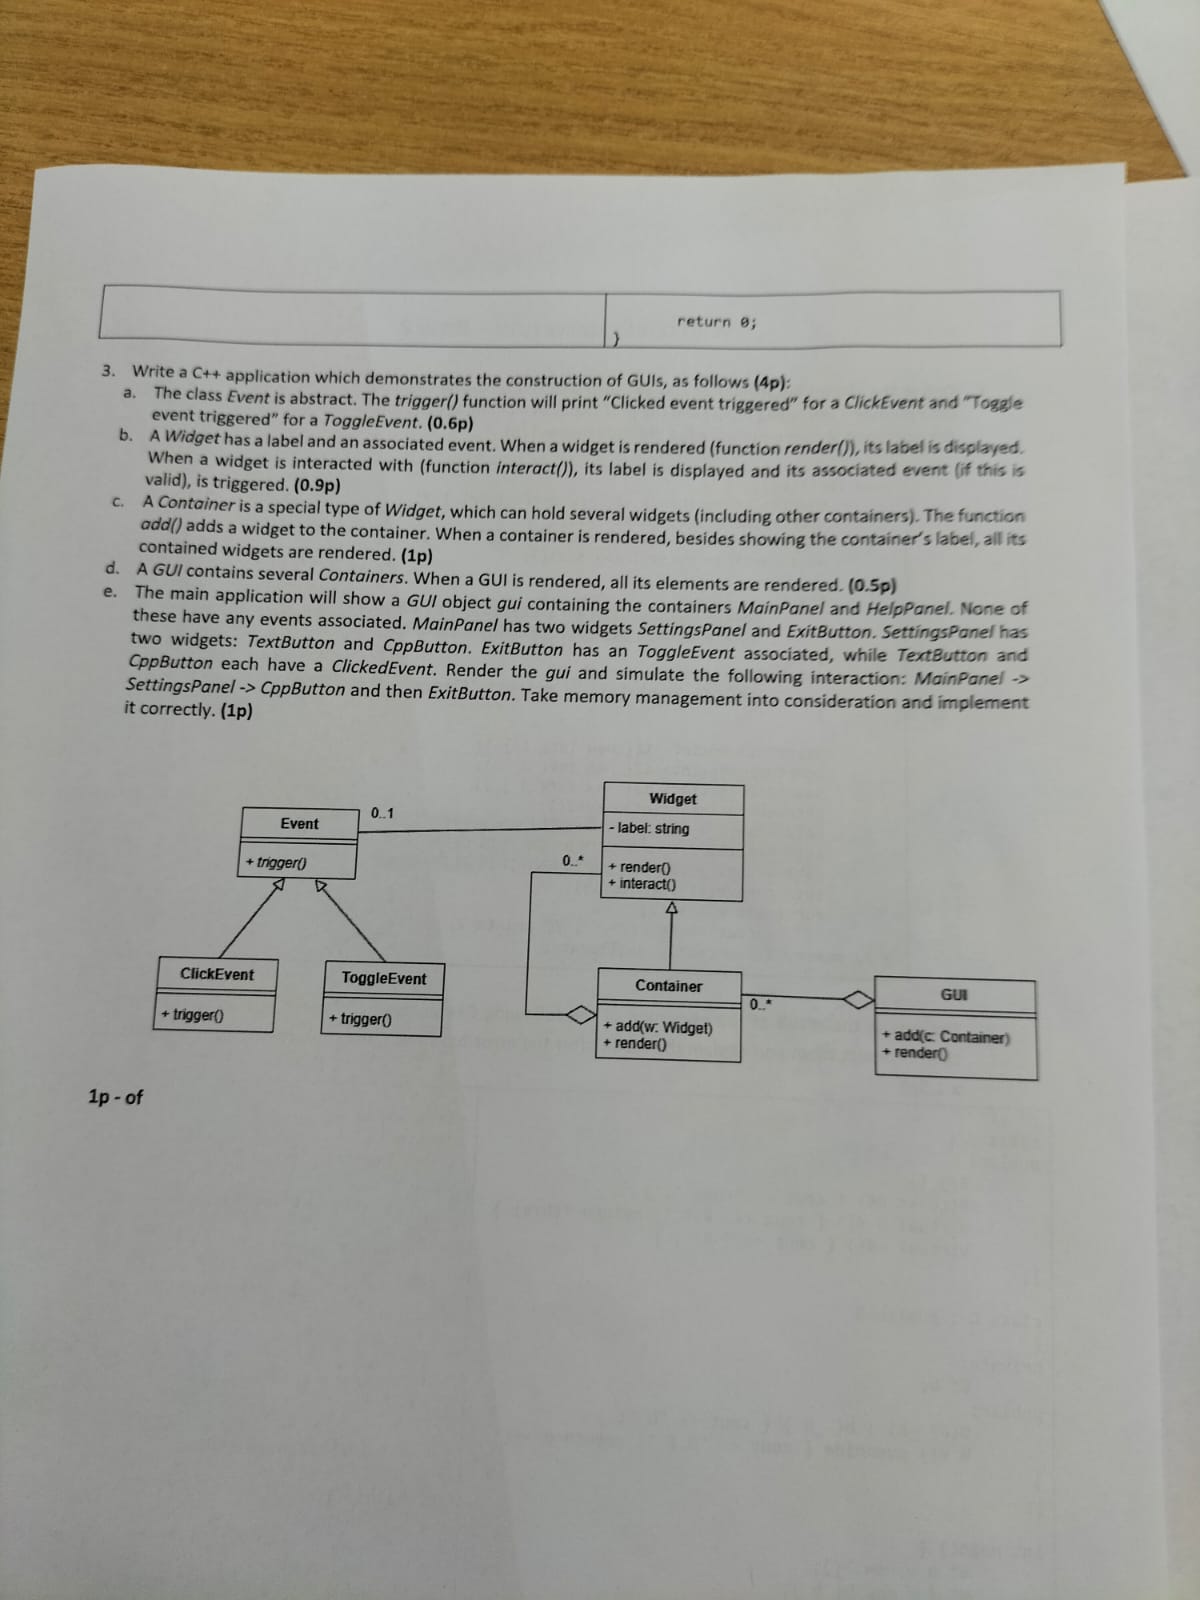 return 0;
}
3. Write a C++ application which demonstrates the construction of GUIs, as follows (4p):
a. The class Event is abstract. The trigger() function will print "Clicked event triggered" for a ClickEvent and "Toggle
event triggered" for a ToggleEvent. (0.6p)
b. A Widget has a label and an associated event. When a widget is rendered (function render()), its label is displayed.
When a widget is interacted with (function interact()), its label is displayed and its associated event (if this is
valid), is triggered. (0.9p)
c. A Container is a special type of Widget, which can hold several widgets (including other containers). The function
add() adds a widget to the container. When a container is rendered, besides showing the container's label, all its
contained widgets are rendered. (1p)
d. A GUI contains several Containers. When a GUI is rendered, all its elements are rendered. (0.5p)
e. The main application will show a GUI object gui containing the containers MainPanel and HelpPanel. None of
these have any events associated. MainPanel has two widgets SettingsPanel and ExitButton. SettingsPanel has
two widgets: TextButton and CppButton. ExitButton has an ToggleEvent associated, while TextButton and
CppButton each have a ClickedEvent. Render the gui and simulate the following interaction: MainPanel ->
SettingsPanel -> CppButton and then ExitButton. Take memory management into consideration and implement
it correctly. (1p)
Event
+ trigger()
0..1
Widget
- label: string
+ render()
+ interact()
0..*
ClickEvent
+ trigger()
ToggleEvent
+ trigger()
Container
+ add(w: Widget)
+ render()
0..*
GUI
+ add(c: Container)
+ render()
1p - of